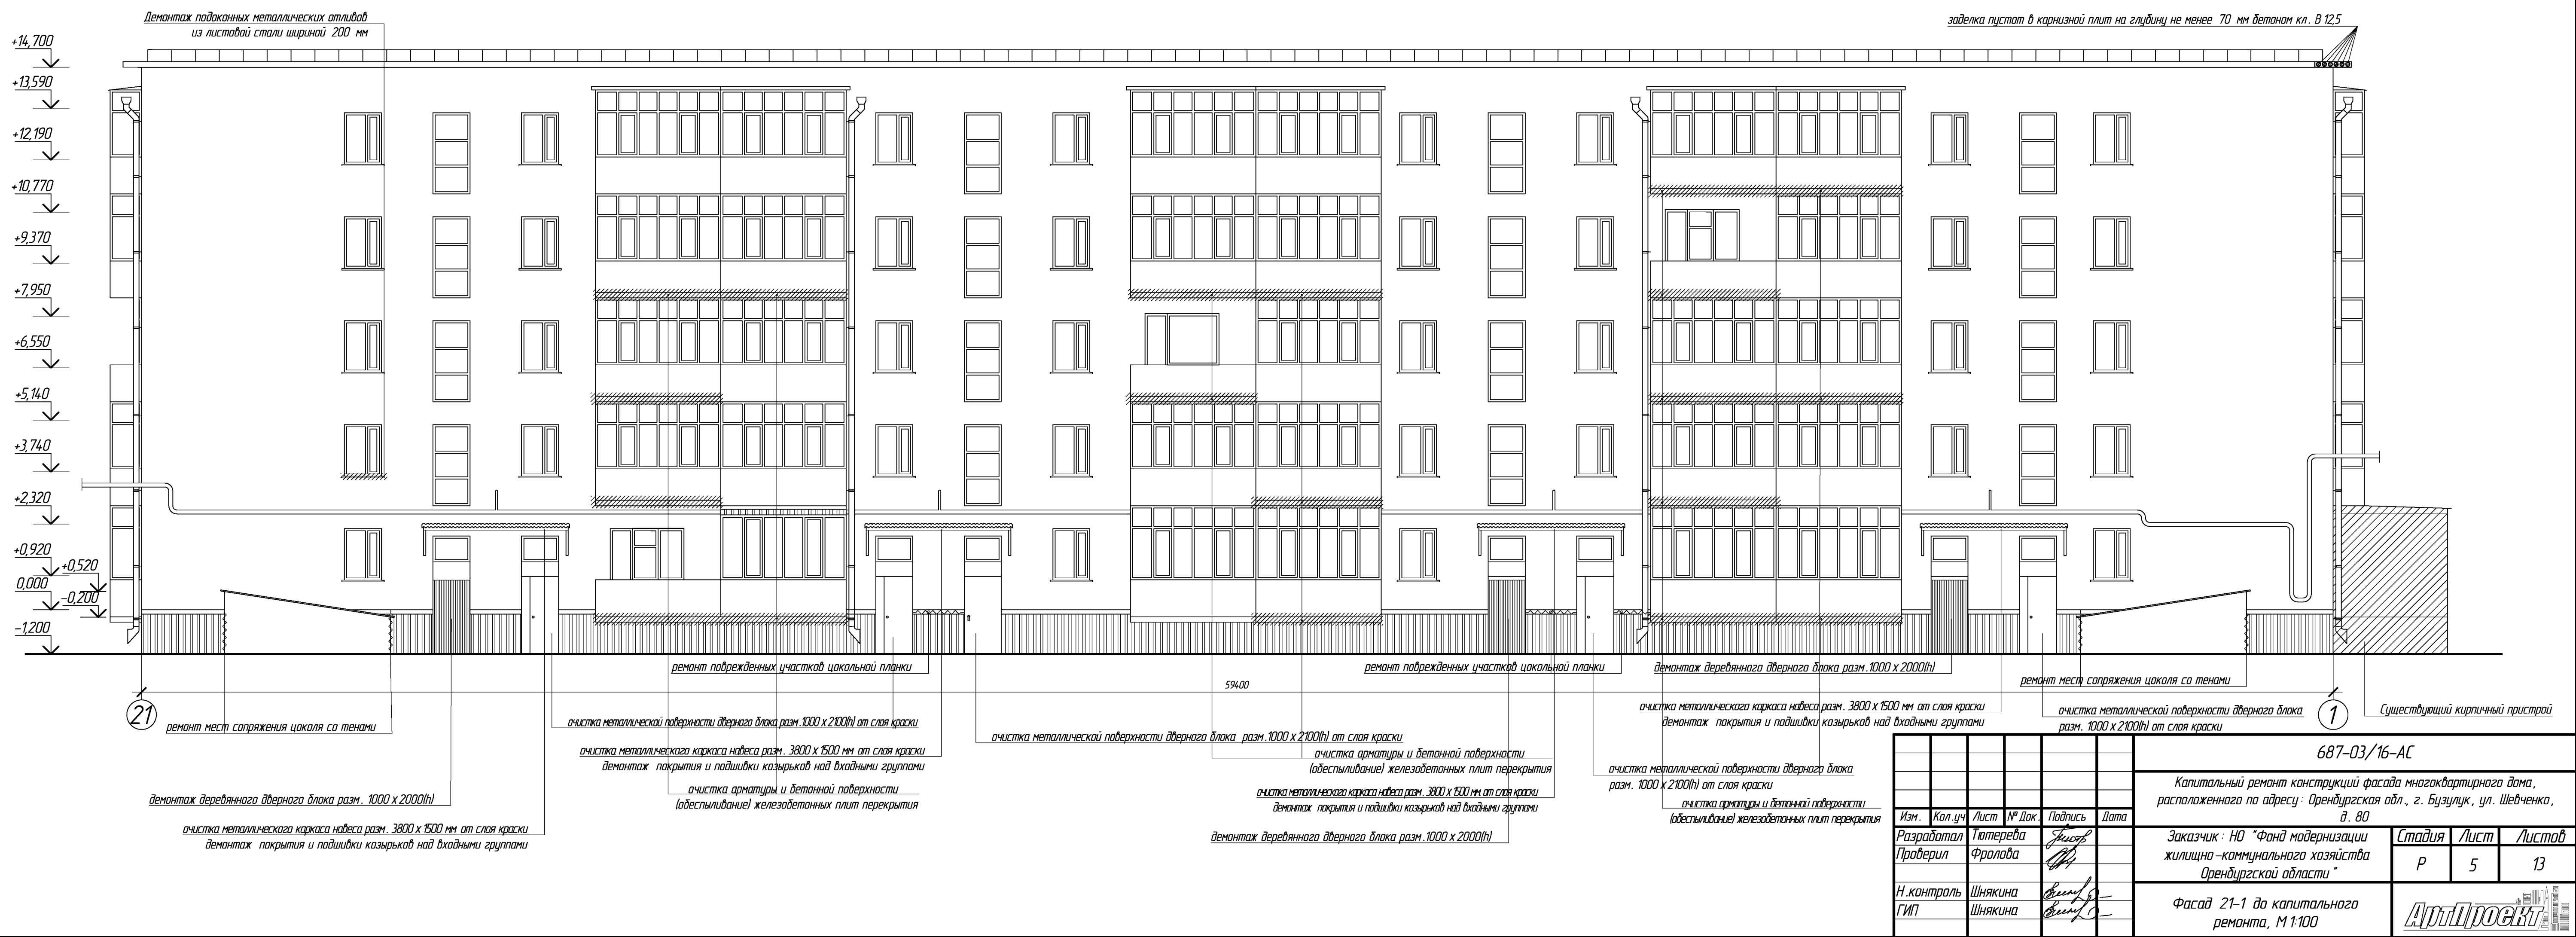 Демонтаж подоконных металлических отливов
из листовой стали шириной 200 мм
заделка пустот в карнизной плит на глубину не менее 70 мм бетоном кл. В 12,5
+14,700
+13,590
+12,190
+10,770
+9,370
+7,950
+6,550
+5,140
+3,740
+2,320
+0,920
+0,520
0,000
-0,200
-1,200
ремонт поврежденных участков цокольной планки
ремонт поврежденных участков цокольной планки
демонтаж деревянного дверного блока разм.1000 х 2000(h)
59400
ремонт мест сопряжения цоколя со тенами
21
1
ремонт мест сопряжения цоколя со тенами
очистка металлической поверхности дверного блока разм.1000 х 2100(h) от слоя краски
очистка металлического каркаса навеса разм. 3800 х 1500 мм от слоя краски
демонтаж покрытия и подшивки козырьков над входными группами
очистка металлической поверхности дверного блока
разм. 1000 х 2100(h) от слоя краски
Существующий кирпичный пристрой
очистка металлической поверхности дверного блока разм.1000 х 2100(h) от слоя краски
очистка металлического каркаса навеса разм. 3800 х 1500 мм от слоя краски
демонтаж покрытия и подшивки козырьков над входными группами
очистка арматуры и бетонной поверхности
(обеспыливание) железобетонных плит перекрытия
очистка металлической поверхности дверного блока
разм. 1000 х 2100(h) от слоя краски
очистка арматуры и бетонной поверхности
(обеспыливание) железобетонных плит перекрытия
очистка металлического каркаса навеса разм. 3800 х 1500 мм от слоя краски
демонтаж покрытия и подшивки козырьков над входными группами
очистка арматуры и бетонной поверхности
(обеспыливание) железобетонных плит перекрытия
демонтаж деревянного дверного блока разм. 1000 х 2000(h)
очистка металлического каркаса навеса разм. 3800 х 1500 мм от слоя краски
демонтаж покрытия и подшивки козырьков над входными группами
демонтаж деревянного дверного блока разм.1000 х 2000(h)
687-03/16-АС
Капитальный ремонт конструкций фасада многоквартирного дома,
расположенного по адресу: Оренбургская обл., г. Бузулук, ул. Шевченко,
д. 80
Изм. Кол.уч Лист № Док. Подпись Дата
Разработал Тютерева
Проверил Фролова
Н.контроль Шнякина
ГИП Шнякина
Заказчик: НО "Фонд модернизации
жилищно-коммунального хозяйства
Оренбургской области"
Стадия Лист Листов
Р 5 13
Фасад 21-1 до капитального
ремонта, М 1:100
АртПроект